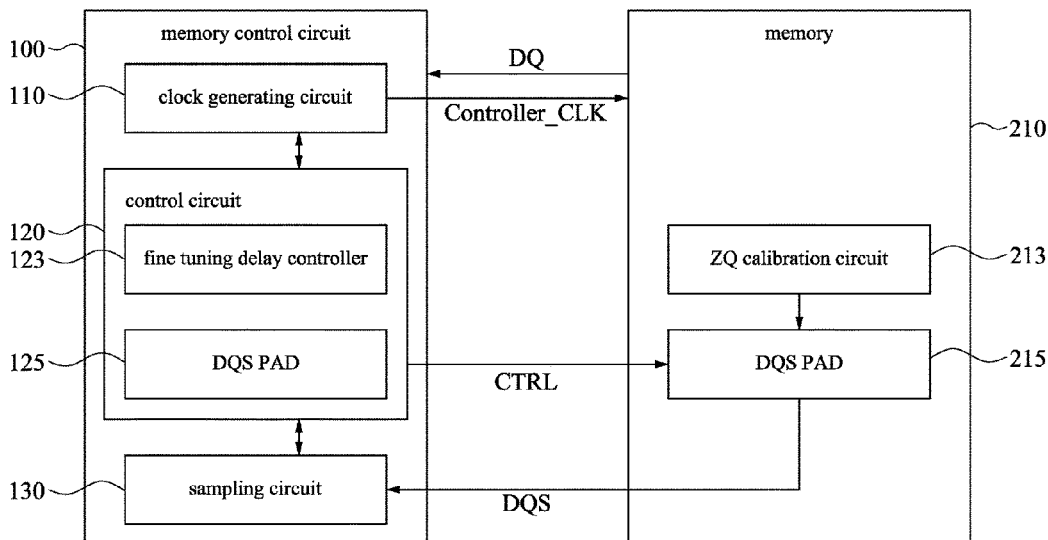 memory control circuit
memory
100
DQ
110
clock generating circuit
Controller_CLK
210
control circuit
120
123
fine tuning delay controller
ZQ calibration circuit
213
125
DQS PAD
DQS PAD
215
CTRL
130
sampling circuit
DQS